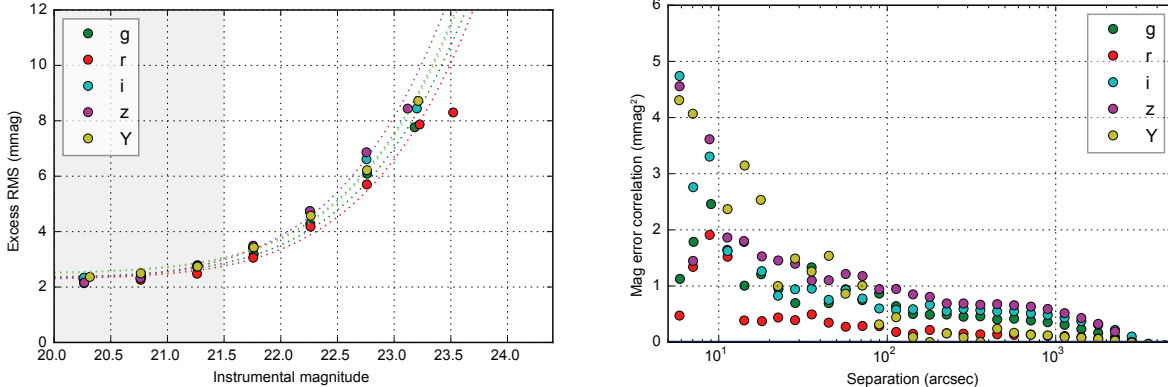 12
10
8
6
4
2
0
Excess RMS (mmag)
g
r
i
z
Y
20.0 20.5 21.0 21.5 22.0 22.5 23.0 23.5 24.0
Instrumental magnitude
6
5
4
3
2
1
0
Mag error correlation (mmag²)
g
r
i
z
Y
10¹ 10² 10³
Separation (arcsec)